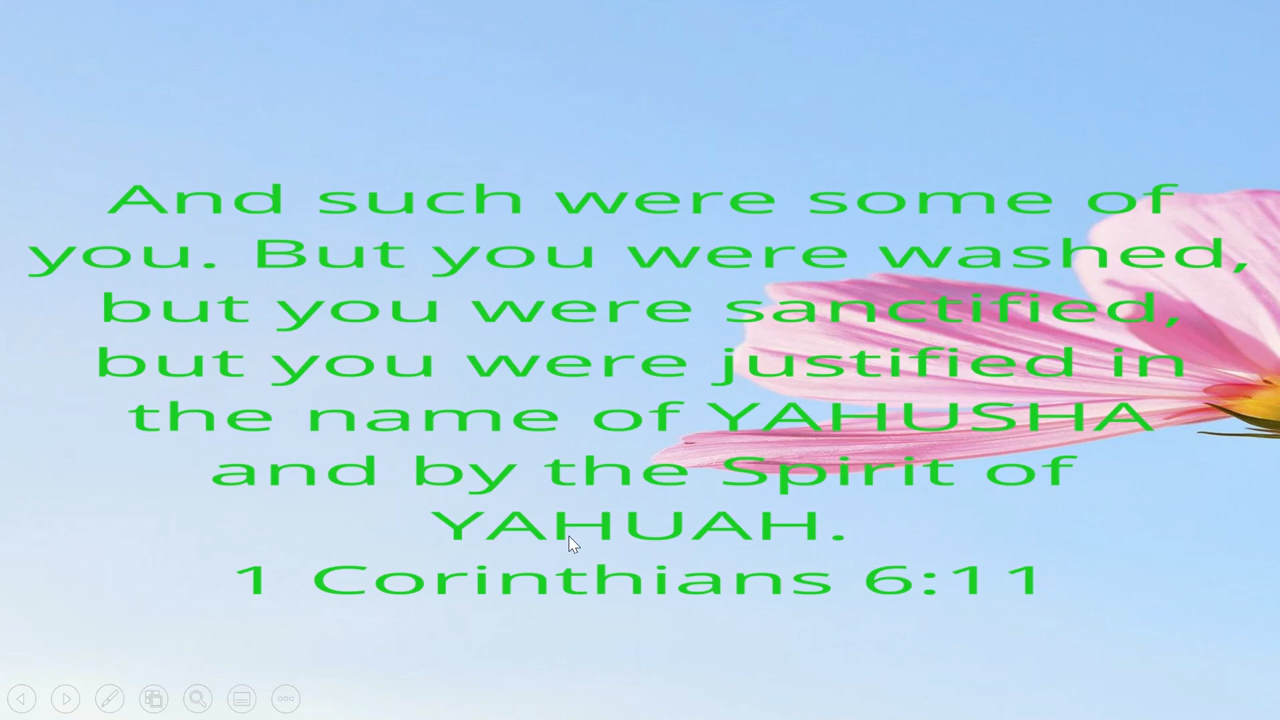 And such were some of
you. But you were washed,
but you were sanctified,
but you were justified in
the name of YAHUSHA
and by the Spirit of
YAHUAH.
1 Corinthians 6:11